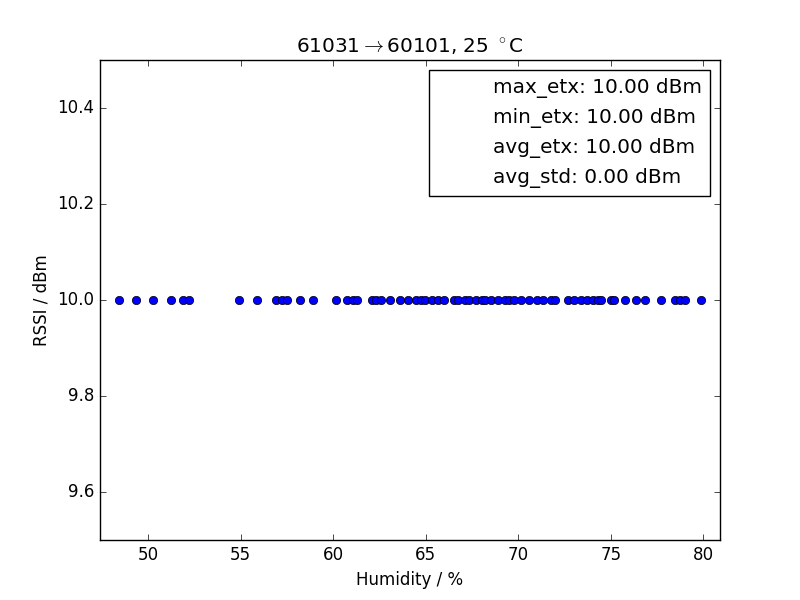 61031→60101, 25 °C
max_etx: 10.00 dBm
min_etx: 10.00 dBm
avg_etx: 10.00 dBm
avg_std: 0.00 dBm
10.4
10.2
10.0
9.8
9.6
RSSI / dBm
50 55 60 65 70 75 80
Humidity / %